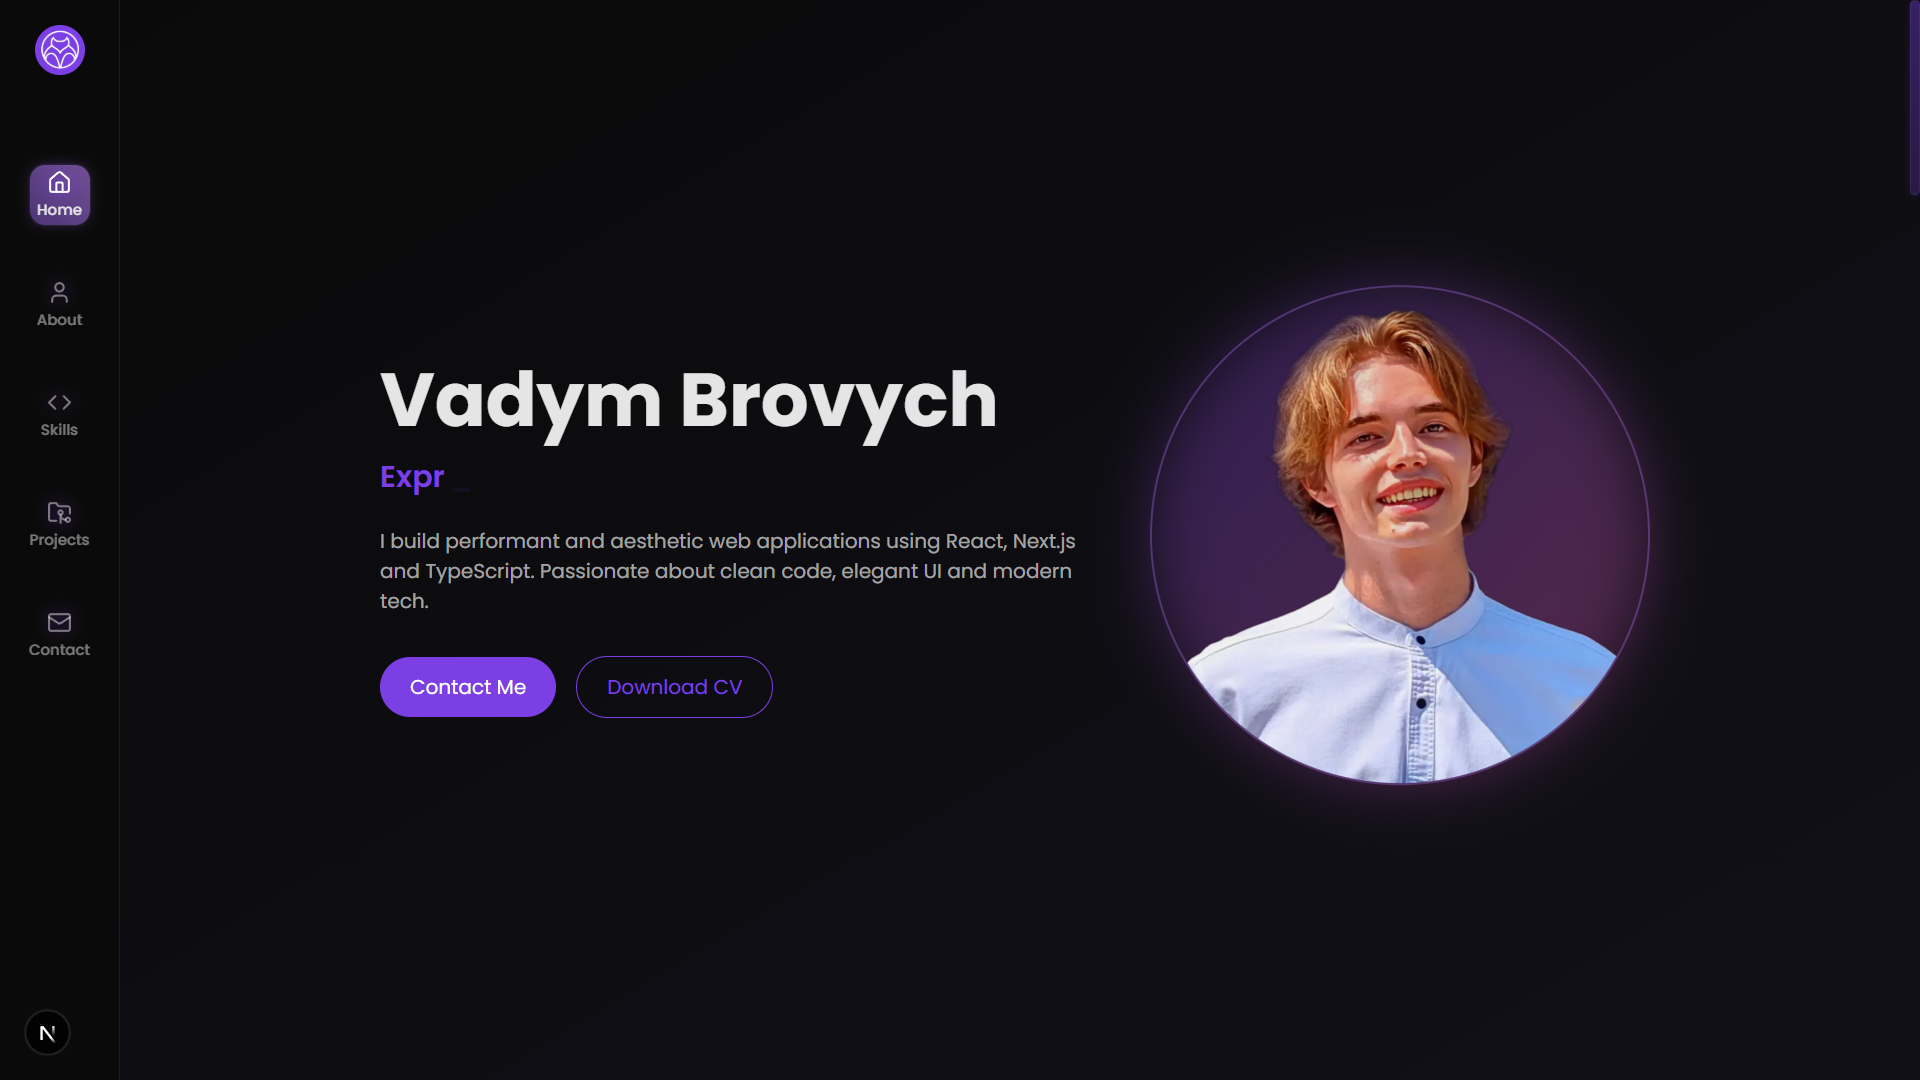 Home
About
Skills
Projects
Contact
Vadym Brovych
Expr _
I build performant and aesthetic web applications using React, Next.js
and TypeScript. Passionate about clean code, elegant UI and modern
tech.
Contact Me
Download CV
N